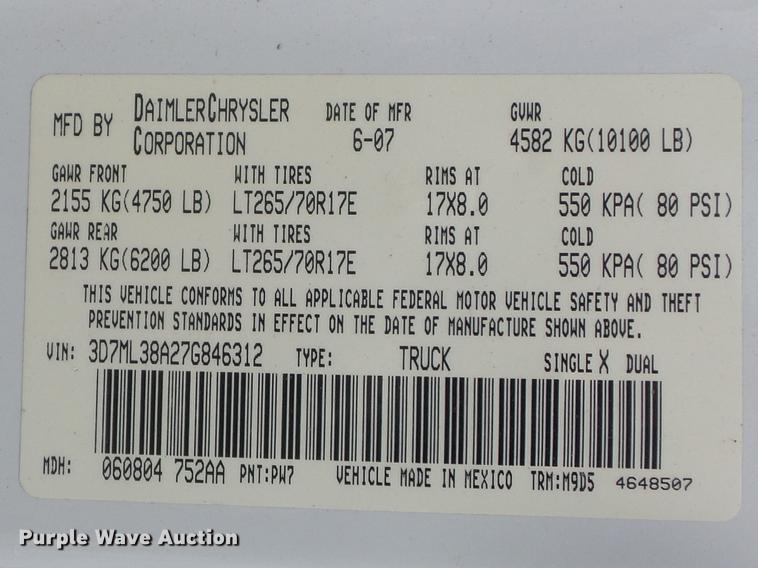 MFD BY DAIMLERCHRYSLER CORPORATION DATE OF MFR 6-07 GVWR 4582 KG(10100 LB)
GAWR FRONT WITH TIRES RIMS AT COLD
2155 KG(4750 LB) LT265/70R17E 17X8.0 550 KPA( 80 PSI)
GAWR REAR WITH TIRES RIMS AT COLD
2813 KG(6200 LB) LT265/70R17E 17X8.0 550 KPA( 80 PSI)
THIS VEHICLE CONFORMS TO ALL APPLICABLE FEDERAL MOTOR VEHICLE SAFETY AND THEFT
PREVENTION STANDARDS IN EFFECT ON THE DATE OF MANUFACTURE SHOWN ABOVE.
VIN: 3D7ML38A27G846312 TYPE: TRUCK SINGLE X DUAL
MDH: 060804 752AA PNT:PW7 VEHICLE MADE IN MEXICO TRM:M9D5 4648507
Purple Wave Auction